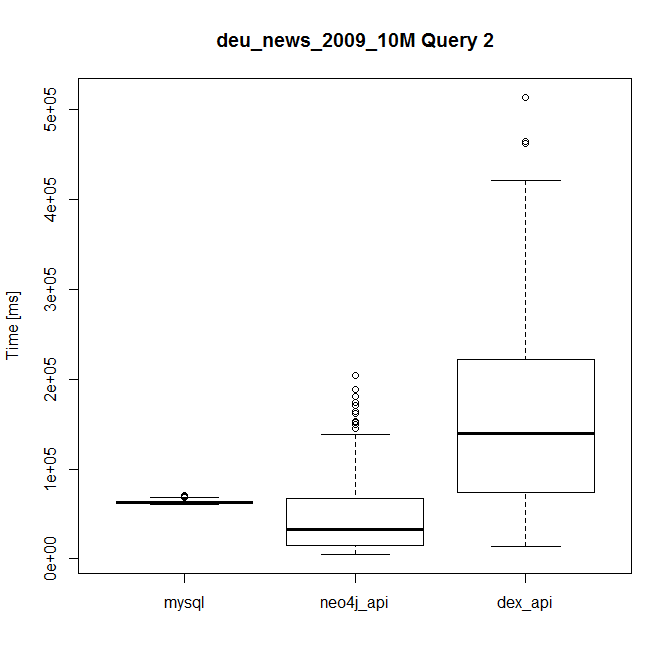 deu_news_2009_10M Query 2
Time [ms]
5e+05
4e+05
3e+05
2e+05
1e+05
0e+00
mysql neo4j_api dex_api